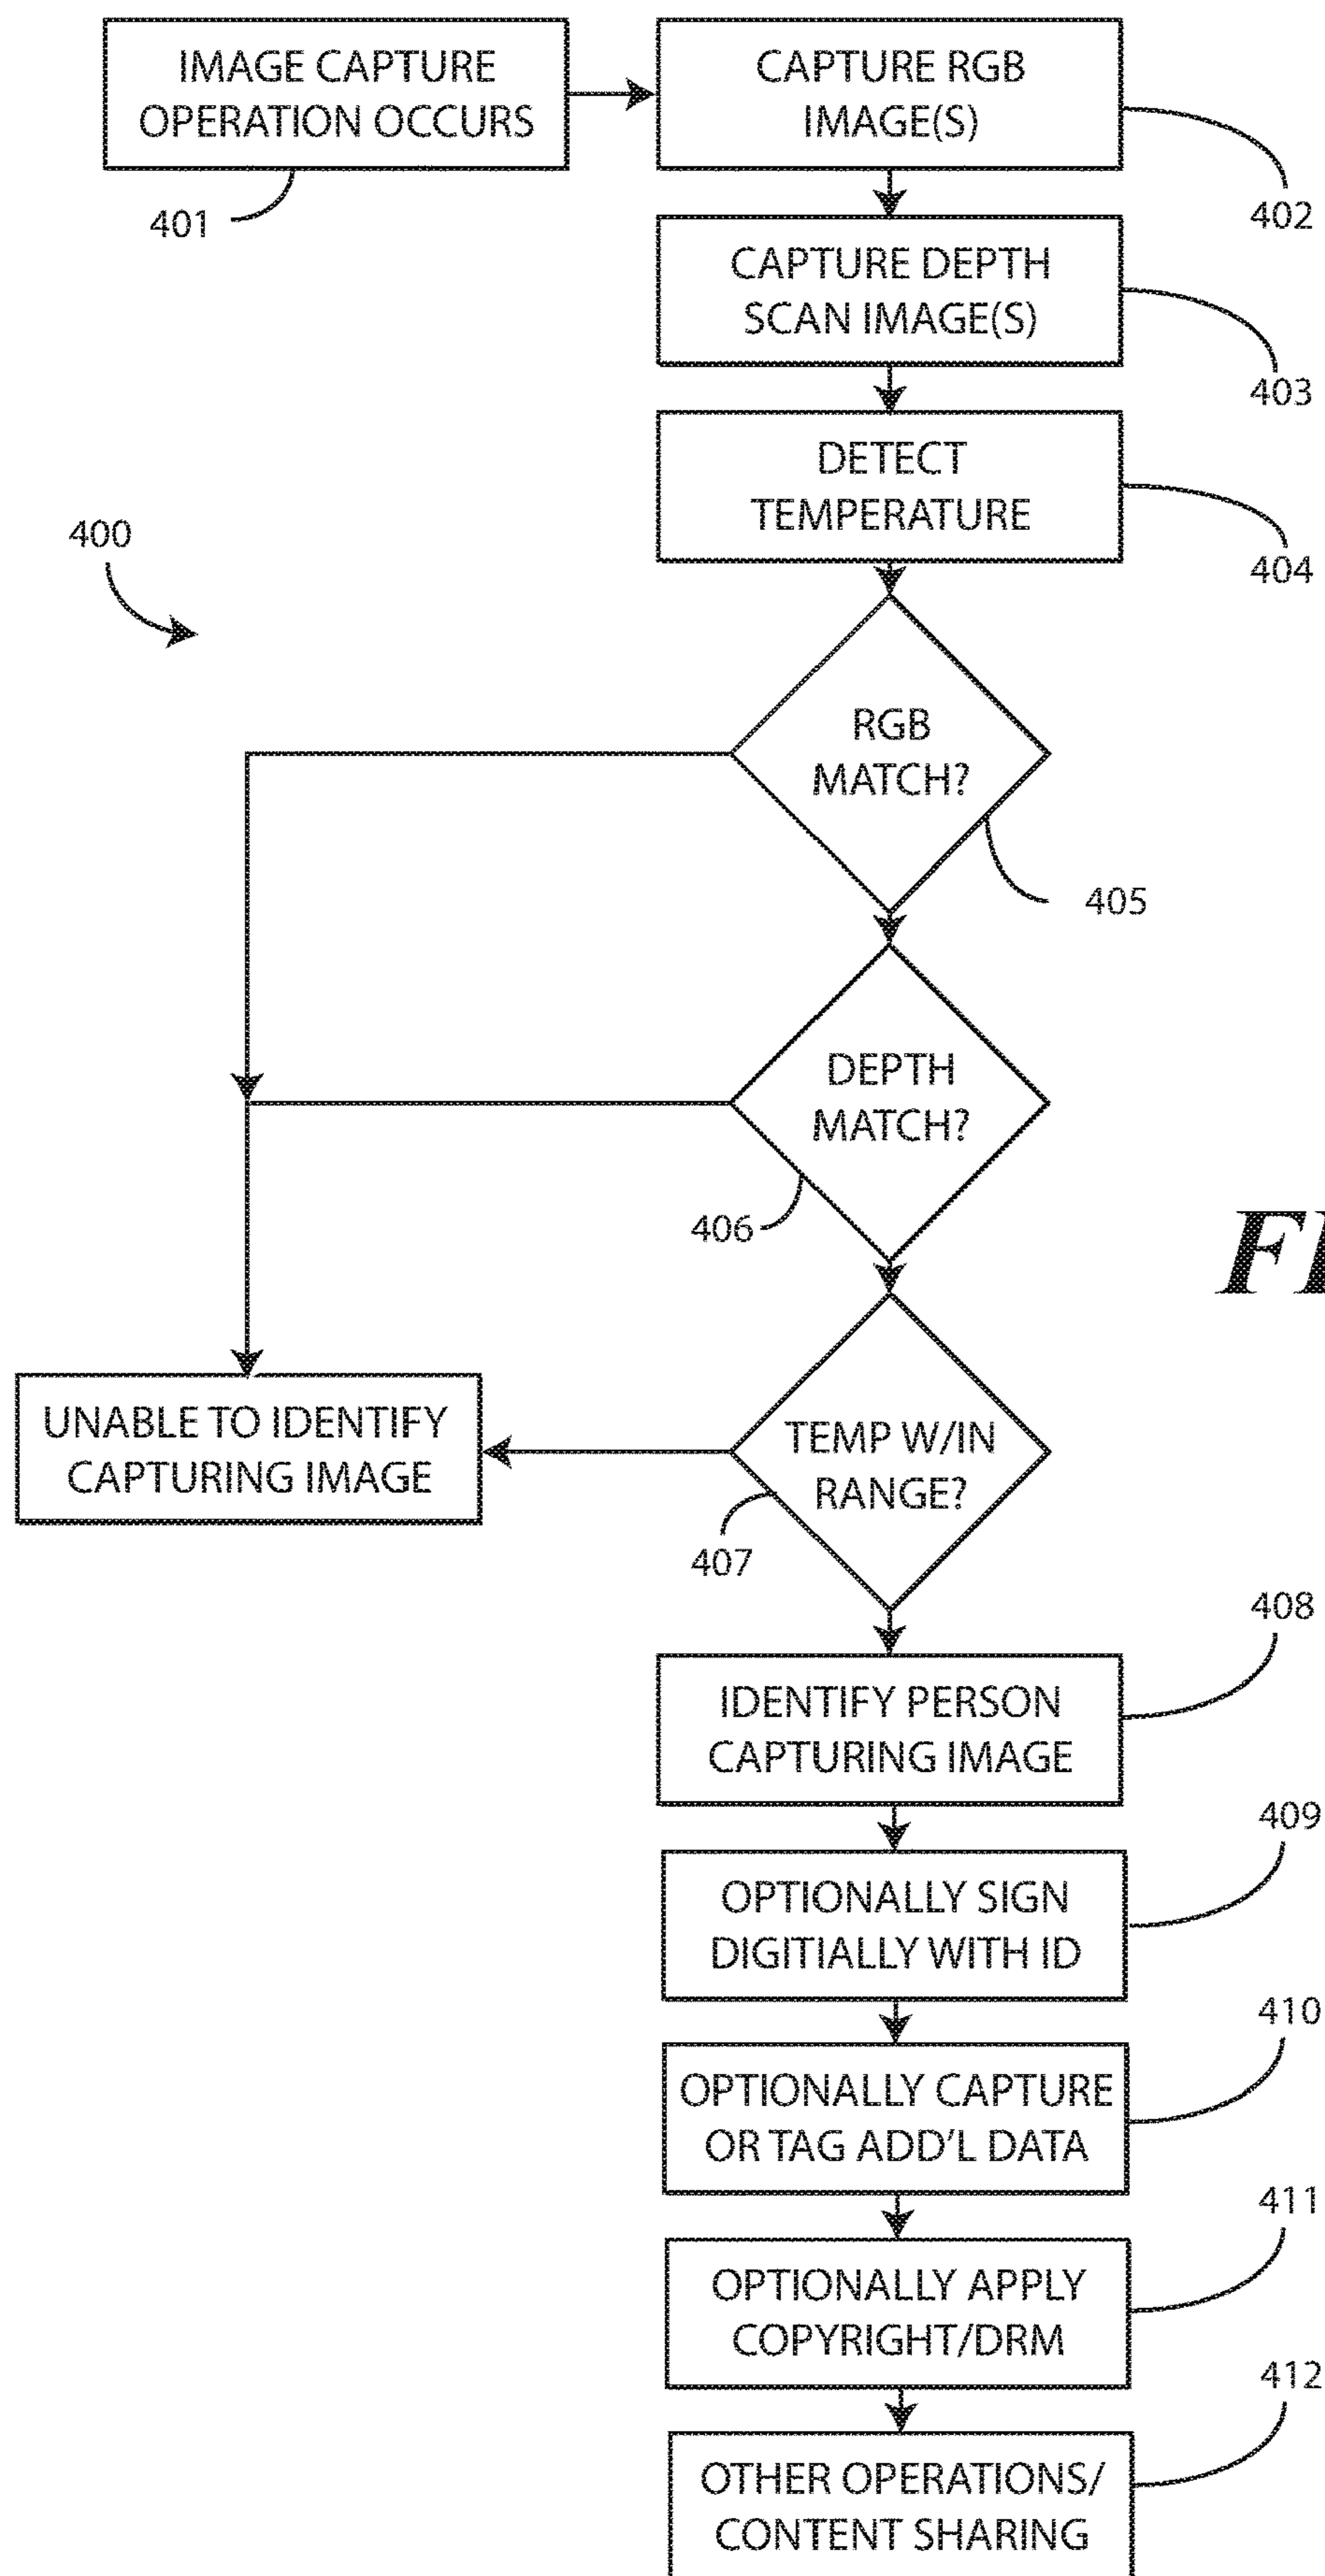 IMAGE CAPTURE
OPERATION OCCURS
401
CAPTURE RGB
IMAGE(S)
402
CAPTURE DEPTH
SCAN IMAGE(S)
403
DETECT
TEMPERATURE
404
400
RGB
MATCH?
405
DEPTH
MATCH?
406
UNABLE TO IDENTIFY
CAPTURING IMAGE
TEMP W/IN
RANGE?
407
IDENTIFY PERSON
CAPTURING IMAGE
408
OPTIONALLY SIGN
DIGITIALLY WITH ID
409
OPTIONALLY CAPTURE
OR TAG ADD'L DATA
410
OPTIONALLY APPLY
COPYRIGHT/DRM
411
OTHER OPERATIONS/
CONTENT SHARING
412